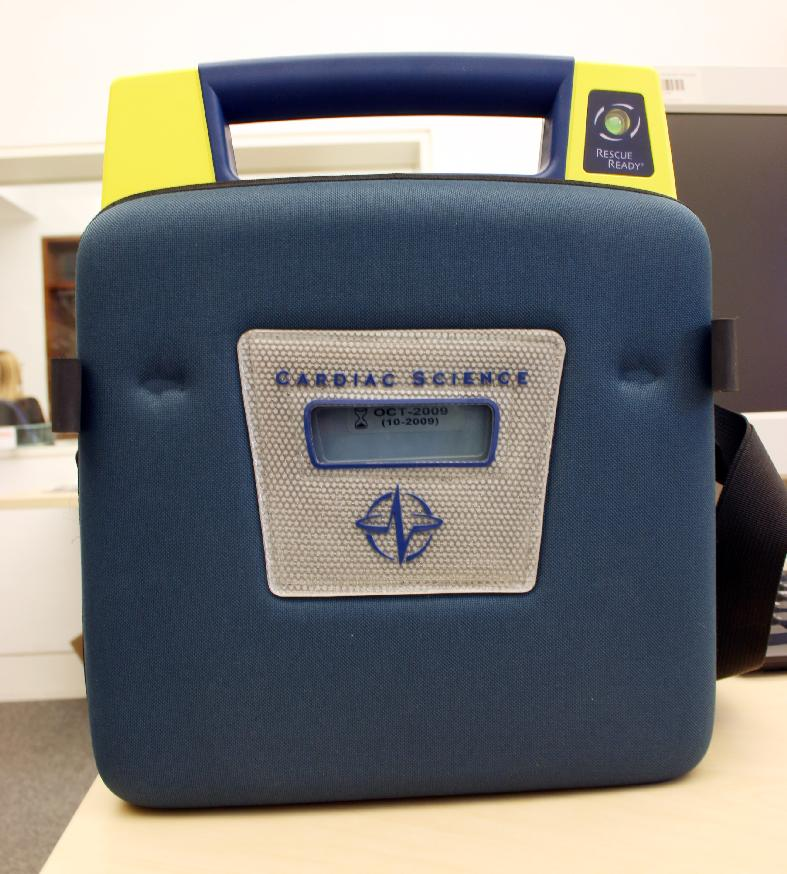 RESCUE
READY®
CARDIAC SCIENCE
OCT-2009
(10-2009)